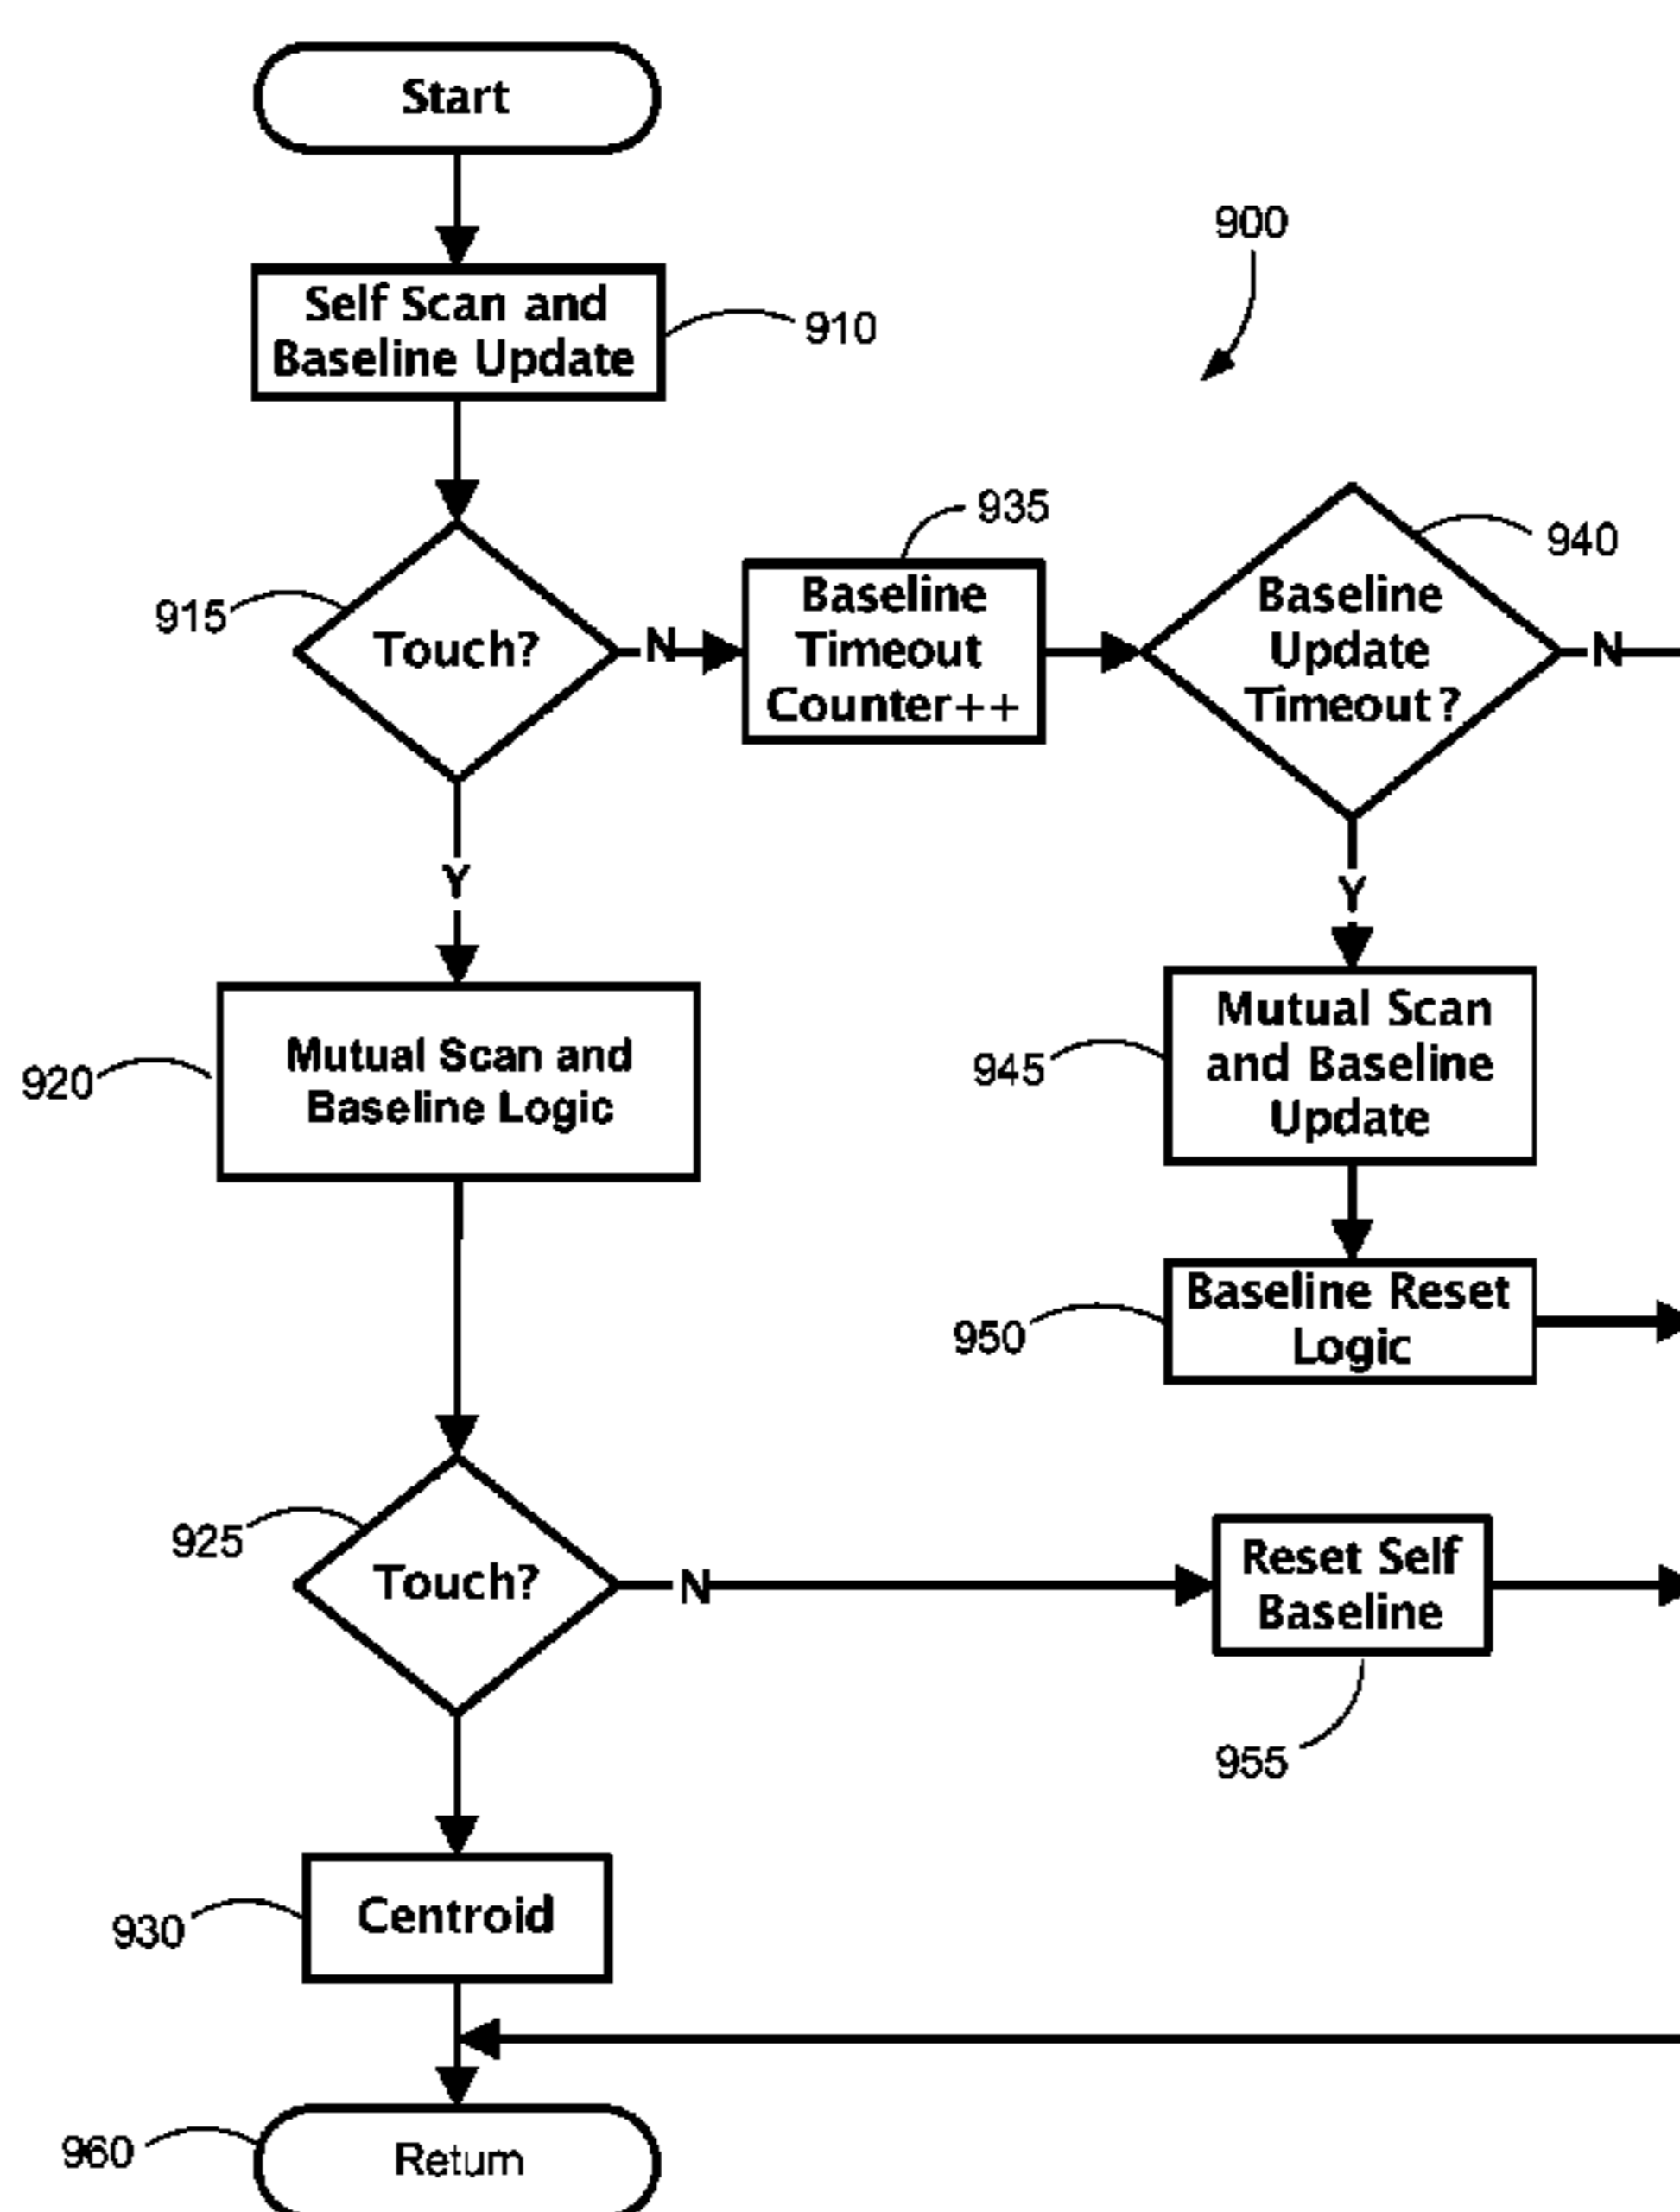 Start
900
Self Scan and
Baseline Update
910
935
940
915
Touch?
N
Baseline
Timeout
Counter++
Baseline
Update
Timeout?
N
Y
Y
920
Mutual Scan and
Baseline Logic
945
Mutual Scan
and Baseline
Update
950
Baseline Reset
Logic
925
Touch?
N
Reset Self
Baseline
955
930
Centroid
960
Return